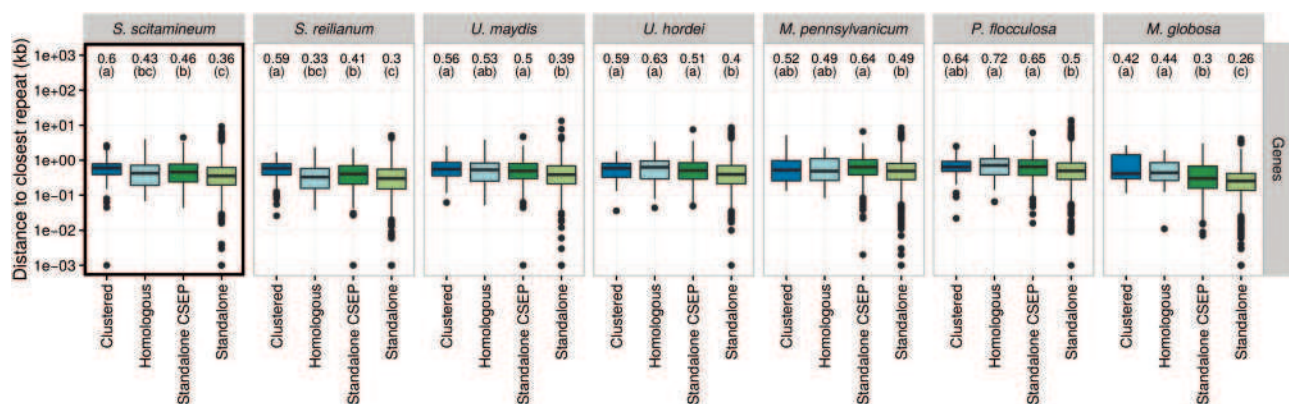 S. scitamineum S. reilianum U. maydis U. hordei M. pennsylvanicum P. flocculosa M. globosa
Distance to closest repeat (kb)
1e+03
1e+02
1e+01
1e+00
1e−01
1e−02
1e−03
0.6 0.43 0.46 0.36 0.59 0.33 0.41 0.3 0.56 0.53 0.5 0.39 0.59 0.63 0.51 0.4 0.52 0.49 0.64 0.49 0.64 0.72 0.65 0.5 0.42 0.44 0.3 0.26
(a) (bc) (b) (c) (a) (bc) (b) (c) (a) (ab) (a) (b) (a) (a) (a) (b) (ab) (ab) (a) (b) (ab) (a) (a) (b) (a) (a) (b) (c)
Genes
Clustered
Homologous
Standalone CSEP
Standalone
Clustered
Homologous
Standalone CSEP
Standalone
Clustered
Homologous
Standalone CSEP
Standalone
Clustered
Homologous
Standalone CSEP
Standalone
Clustered
Homologous
Standalone CSEP
Standalone
Clustered
Homologous
Standalone CSEP
Standalone
Clustered
Homologous
Standalone CSEP
Standalone